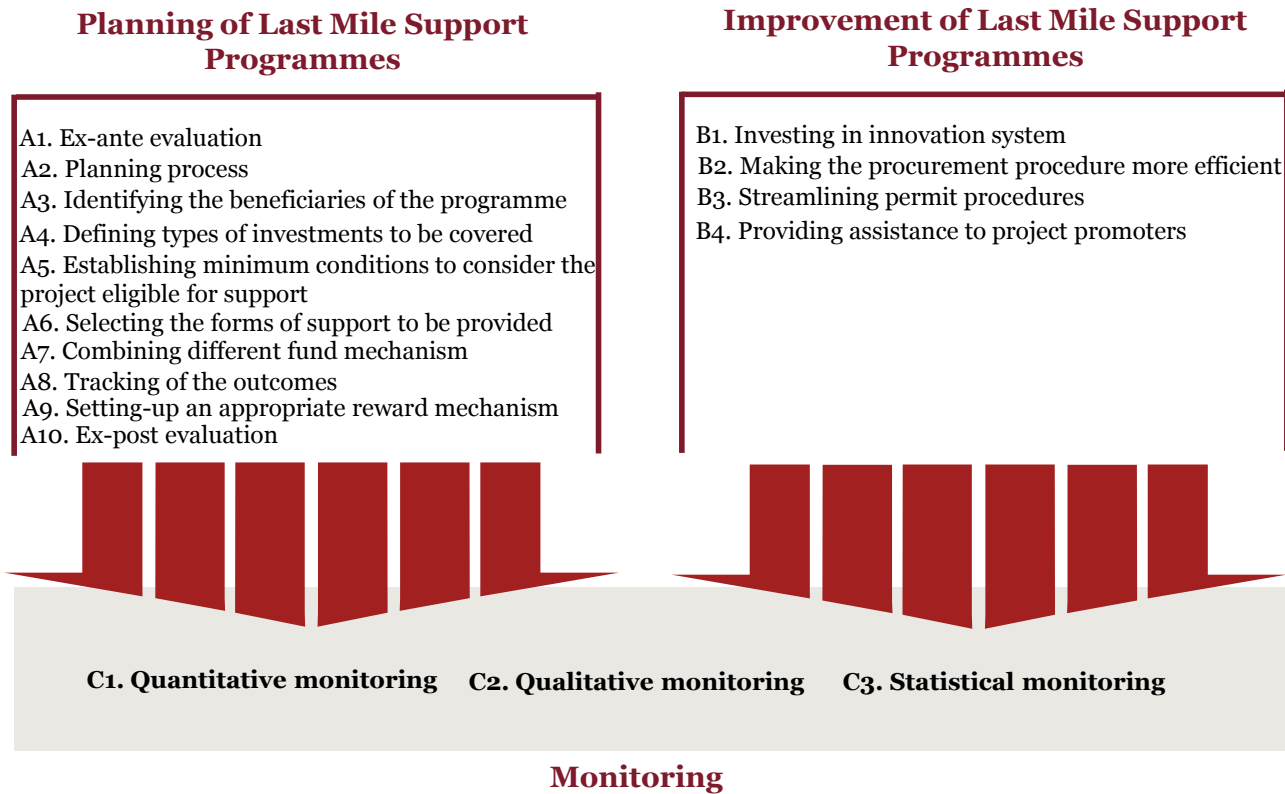 Planning of Last Mile Support
Programmes
A1. Ex-ante evaluation
A2. Planning process
A3. Identifying the beneficiaries of the programme
A4. Defining types of investments to be covered
A5. Establishing minimum conditions to consider the
project eligible for support
A6. Selecting the forms of support to be provided
A7. Combining different fund mechanism
A8. Tracking of the outcomes
A9. Setting-up an appropriate reward mechanism
A10. Ex-post evaluation
Improvement of Last Mile Support
Programmes
B1. Investing in innovation system
B2. Making the procurement procedure more efficient
B3. Streamlining permit procedures
B4. Providing assistance to project promoters
C1. Quantitative monitoring
C2. Qualitative monitoring
C3. Statistical monitoring
Monitoring